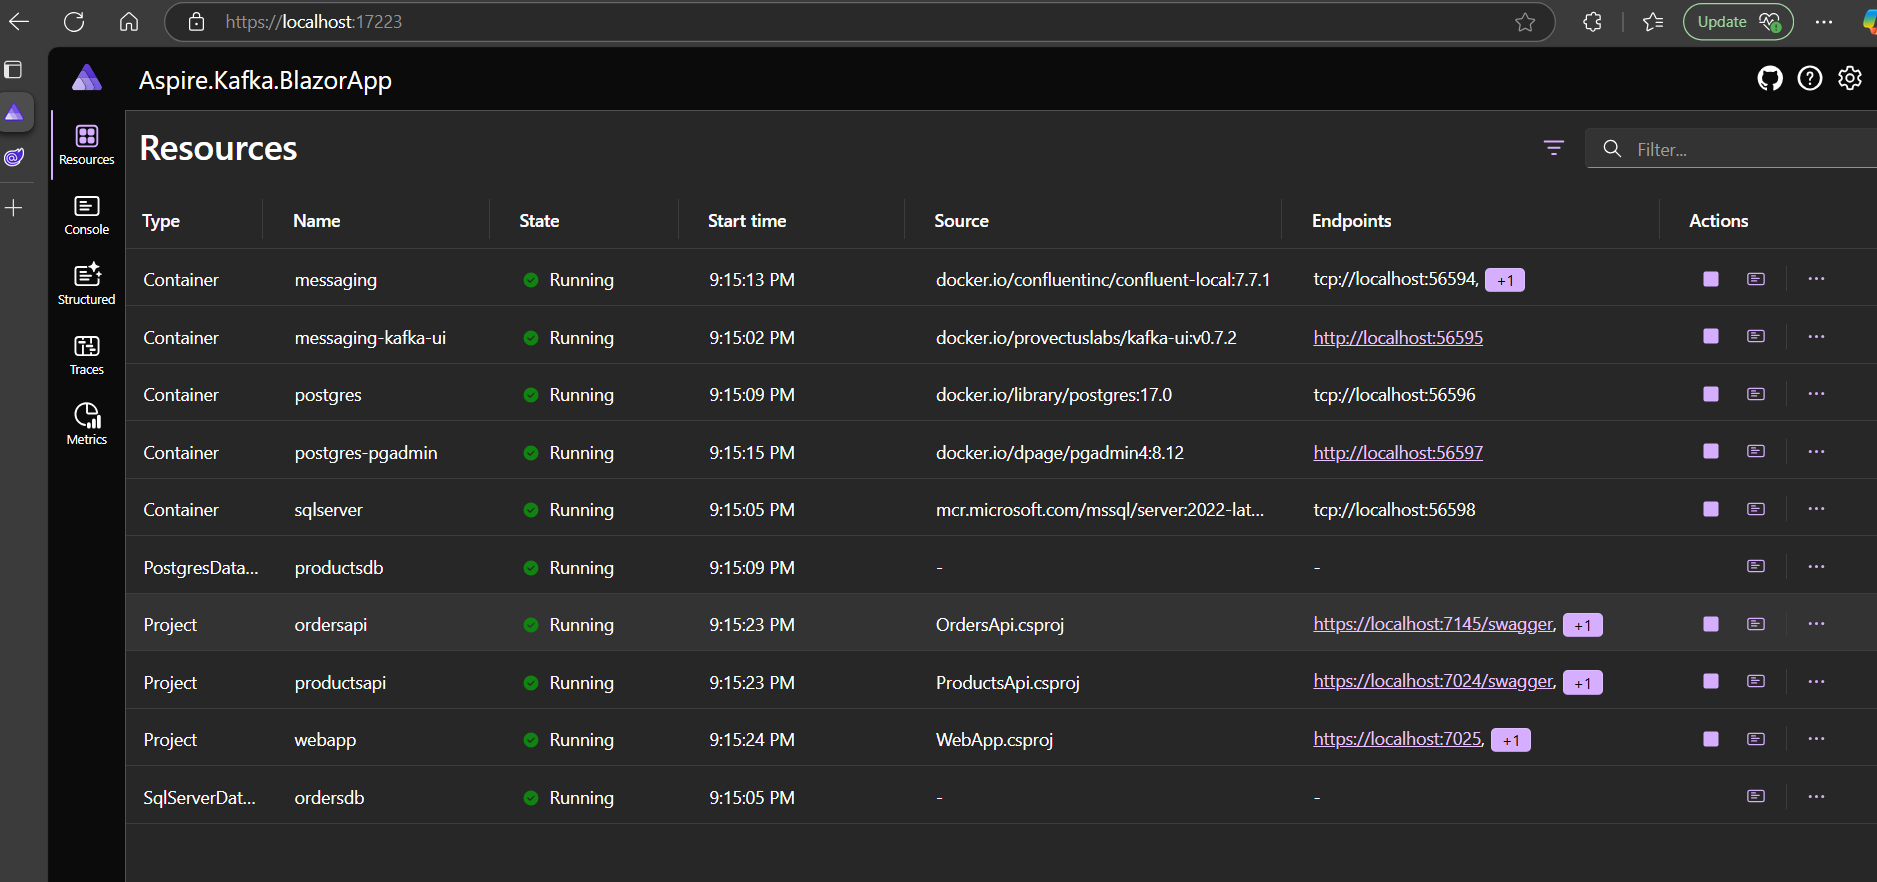 https://localhost:17223
Update
Aspire.Kafka.BlazorApp
Resources
Console
Structured
Traces
Metrics
Resources
Filter...
Type Name State Start time Source Endpoints Actions
Container messaging Running 9:15:13 PM docker.io/confluentinc/confluent-local:7.7.1 tcp://localhost:56594, +1
Container messaging-kafka-ui Running 9:15:02 PM docker.io/provectuslabs/kafka-ui:v0.7.2 http://localhost:56595
Container postgres Running 9:15:09 PM docker.io/library/postgres:17.0 tcp://localhost:56596
Container postgres-pgadmin Running 9:15:15 PM docker.io/dpage/pgadmin4:8.12 http://localhost:56597
Container sqlserver Running 9:15:05 PM mcr.microsoft.com/mssql/server:2022-lat... tcp://localhost:56598
PostgresData... productsdb Running 9:15:09 PM - -
Project ordersapi Running 9:15:23 PM OrdersApi.csproj https://localhost:7145/swagger, +1
Project productsapi Running 9:15:23 PM ProductsApi.csproj https://localhost:7024/swagger, +1
Project webapp Running 9:15:24 PM WebApp.csproj https://localhost:7025, +1
SqlServerDat... ordersdb Running 9:15:05 PM - -